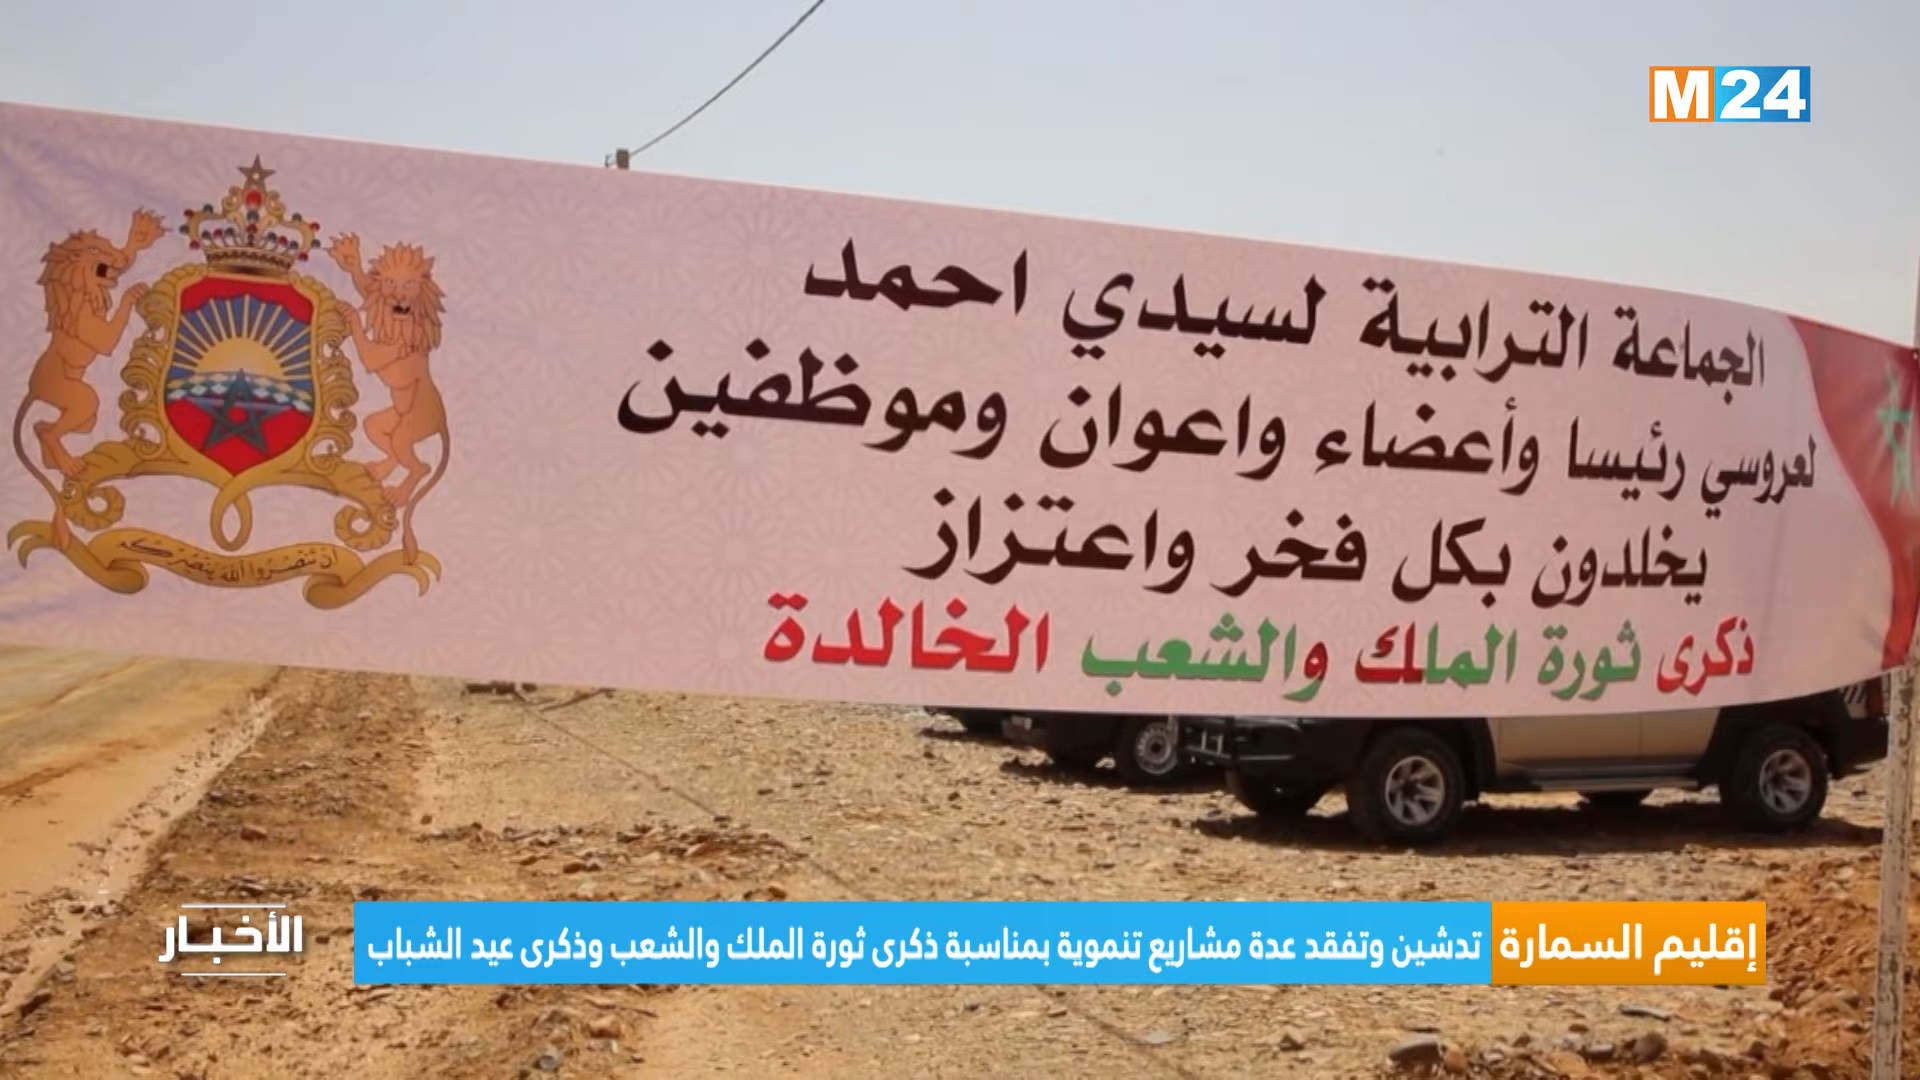 M24
الجماعة الترابية لسيدي احمد
لعروسي رئيسا وأعضاء واعوان وموظفين
يخلدون بكل فخر واعتزاز
ذكرى ثورة الملك والشعب الخالدة
إن تنصروا الله ينصركم
إقليم السمارة
تدشين وتفقد عدة مشاريع تنموية بمناسبة ذكرى ثورة الملك والشعب وذكرى عيد الشباب
الأخبار